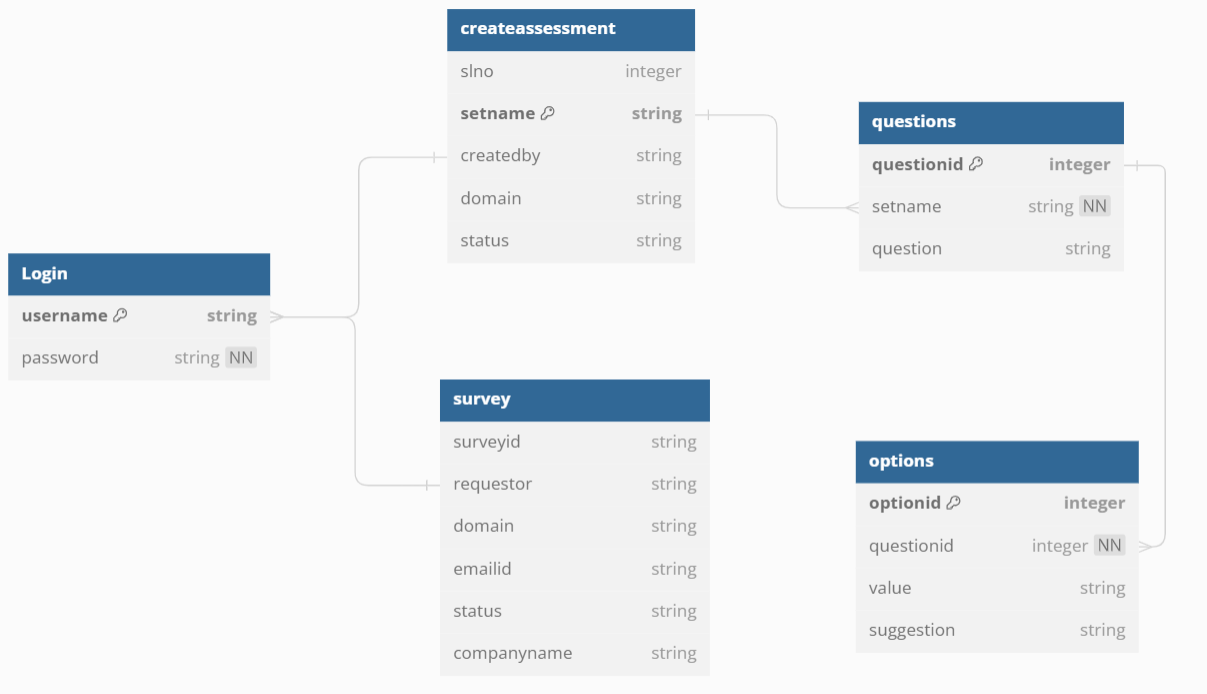 createassessment
slno integer
setname string
createdby string
domain string
status string
questions
questionid integer
setname string NN
question string
Login
username string
password string NN
survey
surveyid string
requestor string
domain string
emailid string
status string
companyname string
options
optionid integer
questionid integer NN
value string
suggestion string